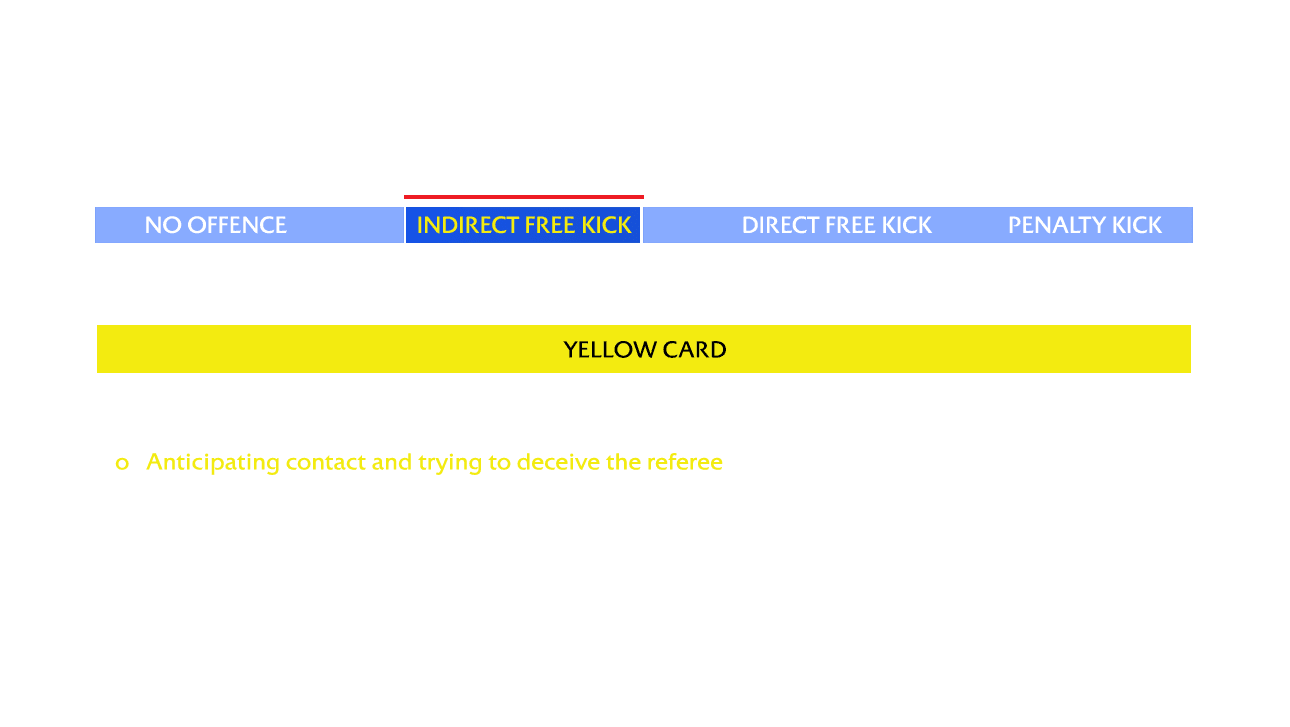 NO OFFENCE INDIRECT FREE KICK DIRECT FREE KICK PENALTY KICK
YELLOW CARD
o Anticipating contact and trying to deceive the referee